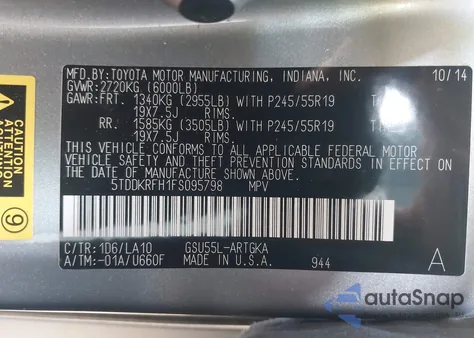 MFD.BY:TOYOTA MOTOR MANUFACTURING, INDIANA, INC. 10/14
GVWR:2720KG (6000LB)
GAWR:FRT. 1340KG (2955LB) WITH P245/55R19
19X7.5J RIMS.
RR. 1585KG (3505LB) WITH P245/55R19
19X7.5J RIMS.
THIS VEHICLE CONFORMS TO ALL APPLICABLE FEDERAL MOTOR
VEHICLE SAFETY AND THEFT PREVENTION STANDARDS IN EFFECT ON
THE DATE OF MANUFACTURE SHOWN ABOVE.
5TDDKRFH1FS095798 MPV
C/TR:1D6/LA10 GSU55L-ARTGKA
A/TM:-01A/U660F MADE IN U.S.A. 944 A
CAUTION
ATTENTION
9
autoSnap